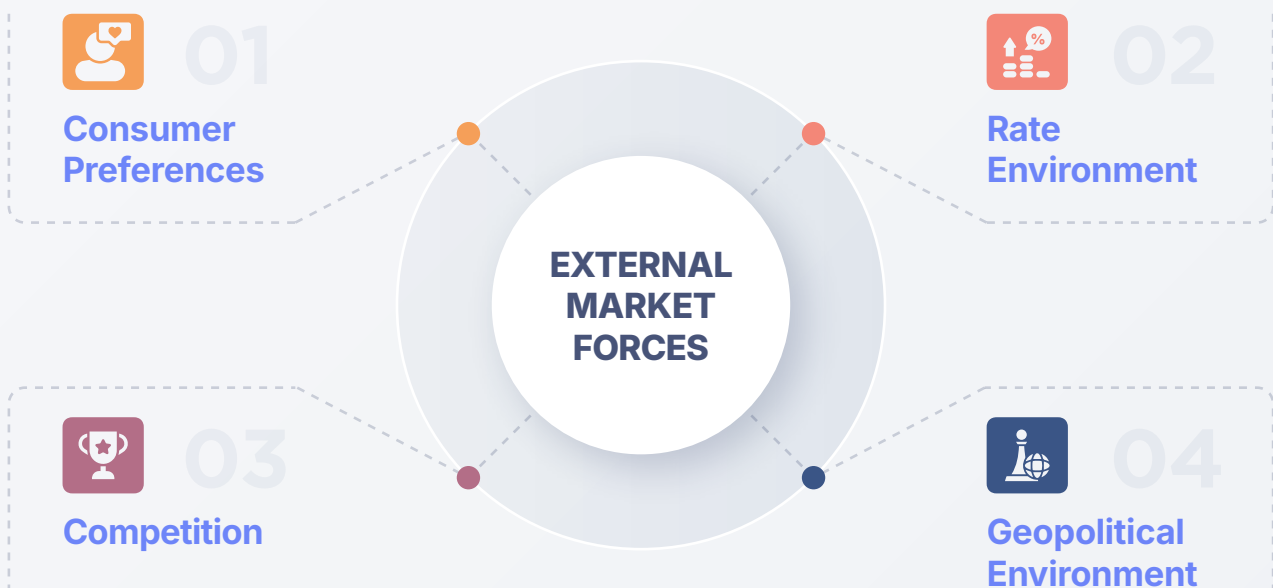 01
Consumer
Preferences
02
%
Rate
Environment
EXTERNAL
MARKET
FORCES
03
Competition
04
Geopolitical
Environment